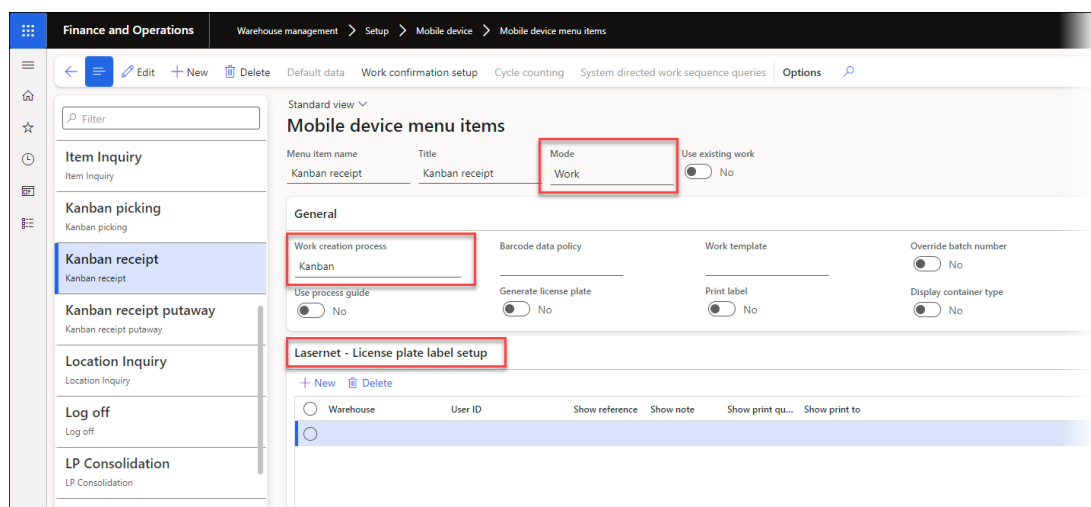 Finance and Operations
Warehouse management > Setup > Mobile device > Mobile device menu items
Edit + New Delete Default data Work confirmation setup Cycle counting System directed work sequence queries Options
Filter
Item Inquiry
Item Inquiry
Kanban picking
Kanban picking
Kanban receipt
Kanban receipt
Kanban receipt putaway
Kanban receipt putaway
Location Inquiry
Location Inquiry
Log off
Log off
LP Consolidation
LP Consolidation
Standard view
Mobile device menu items
Menu item name Title Mode Use existing work
Kanban receipt Kanban receipt Work No
General
Work creation process Barcode data policy Work template Override batch number
Kanban No
Use process guide Generate license plate Print label Display container type
No No No No
Lasernet - License plate label setup
+ New Delete
Warehouse User ID Show reference Show note Show print qu... Show print to